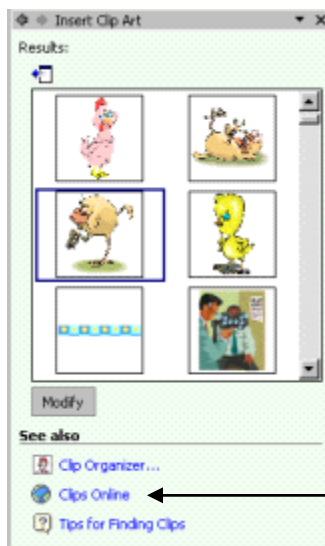 Insert Clip Art
Results:
Modify
See also
Clip Organizer...
Clips Online
Tips for Finding Clips